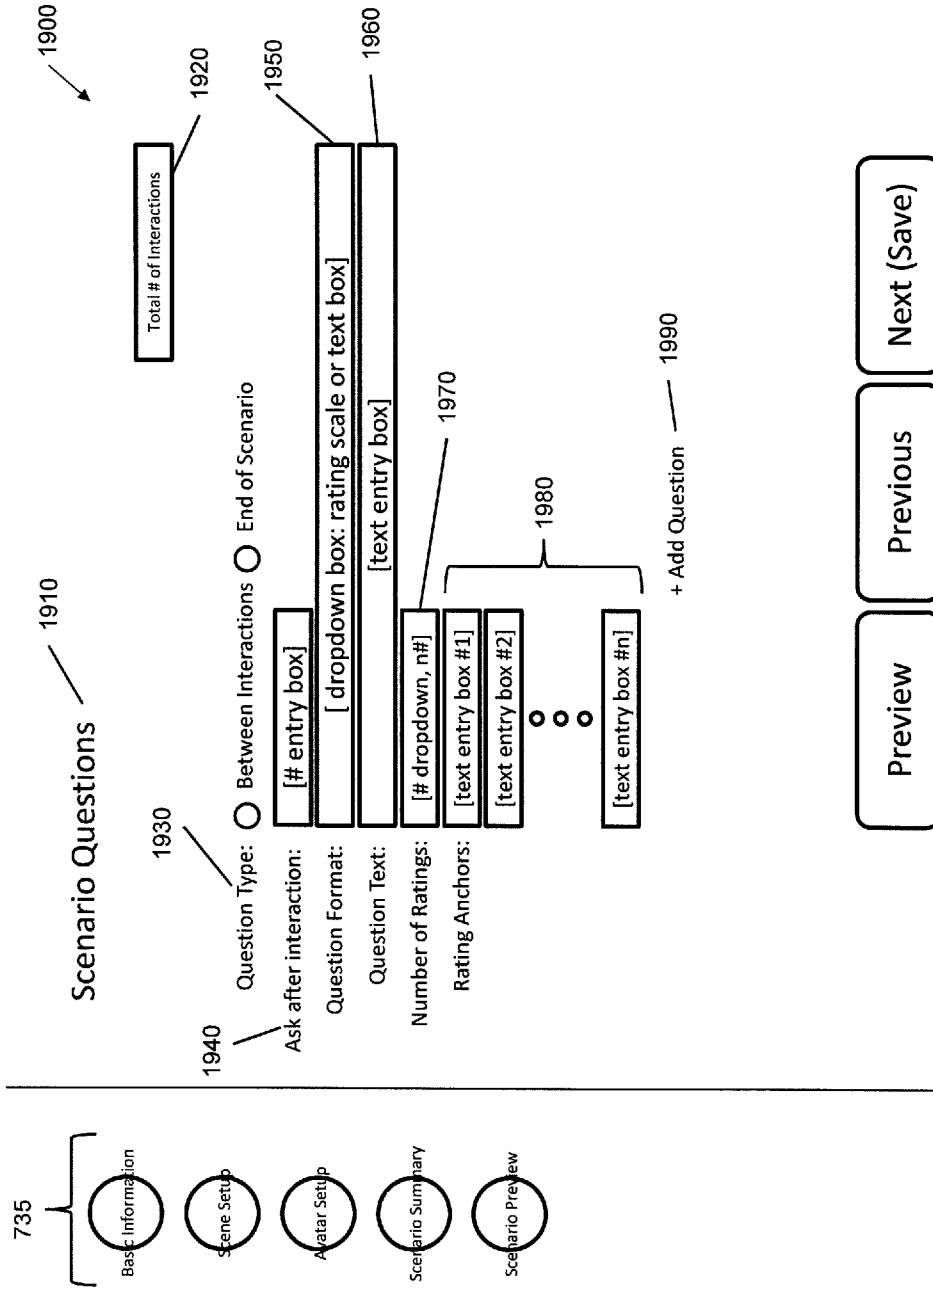 1900
735
Basic Information
Scene Setup
Avatar Setup
Scenario Summary
Scenario Preview
Scenario Questions
1910
Total # of Interactions
1920
1930
Question Type: Between Interactions End of Scenario
1940
Ask after interaction: [# entry box]
Question Format: [ dropdown box: rating scale or text box]
1950
Question Text: [text entry box]
1960
Number of Ratings: [# dropdown, n#]
1970
Rating Anchors: [text entry box #1]
[text entry box #2]
[text entry box #n]
1980
+ Add Question
1990
Preview
Previous
Next (Save)